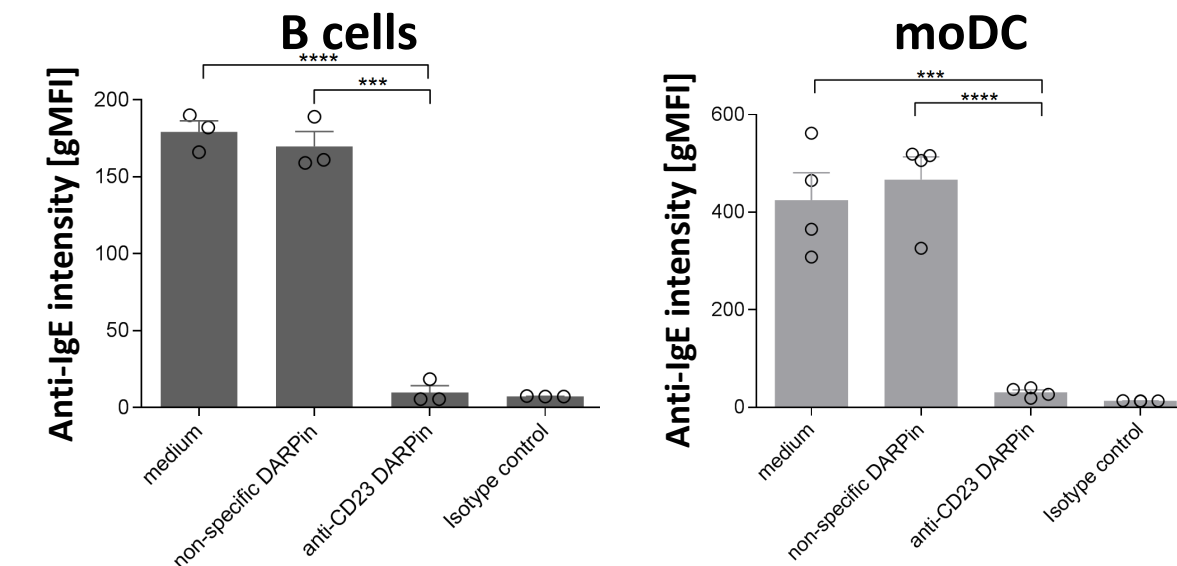 B cells
****
***
Anti-IgE intensity [gMFI]
200
150
100
50
0
medium
non-specific DARPin
anti-CD23 DARPin
Isotype control
moDC
***
****
Anti-IgE intensity [gMFI]
600
400
200
0
medium
non-specific DARPin
anti-CD23 DARPin
Isotype control